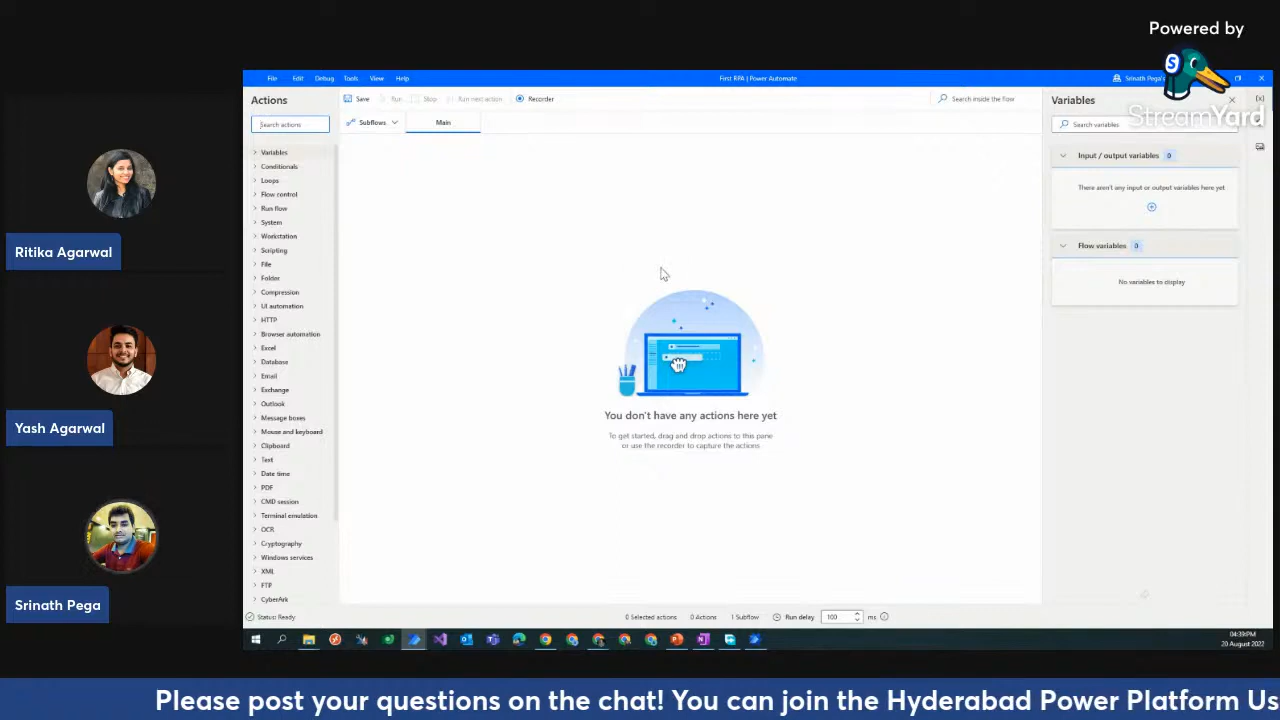 Powered by
StreamYard
File Edit Debug Tools View Help
First RPA | Power Automate
Srinath Pega's
Actions
Save Run Stop Run next action Recorder
Search inside the flow
Variables
Search actions
Subflows
Main
Search variables
Variables
Conditionals
Loops
Flow control
Run flow
System
Workstation
Scripting
File
Folder
Compression
UI automation
HTTP
Browser automation
Excel
Database
Email
Exchange
Outlook
Message boxes
Mouse and keyboard
Clipboard
Text
Date time
PDF
CMD session
Terminal emulation
OCR
Cryptography
Windows services
XML
FTP
CyberArk
Input / output variables 0
There aren't any input or output variables here yet
Flow variables 0
No variables to display
You don't have any actions here yet
To get started, drag and drop actions to this pane
or use the recorder to capture the actions
Ritika Agarwal
Yash Agarwal
Srinath Pega
Status: Ready
0 Selected actions 0 Actions 1 Subflow Run delay 100 ms
04:39PM
20 August 2022
Please post your questions on the chat! You can join the Hyderabad Power Platform Us